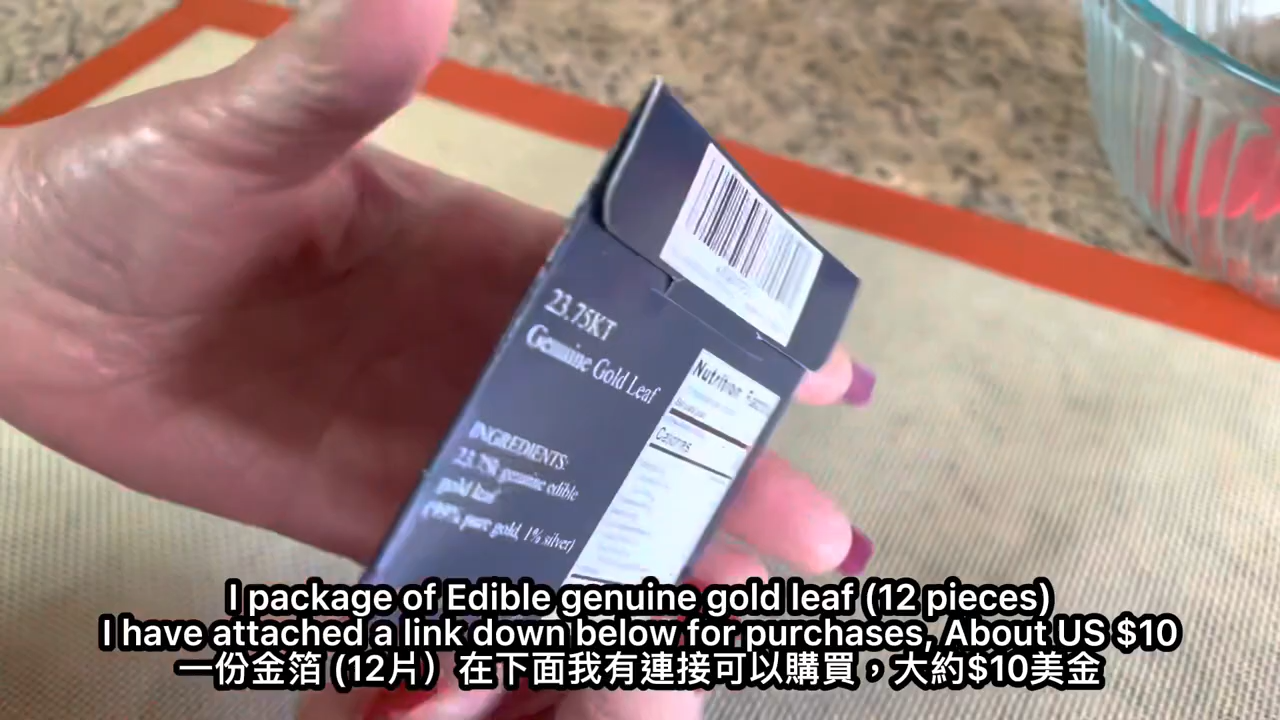 23.75KT
Genuine Gold Leaf
INGREDIENTS:
23.75k genuine edible
gold leaf
pure gold, 1% silver)
Nutrition Facts
Calories
I package of Edible genuine gold leaf (12 pieces)
I have attached a link down below for purchases, About US $10
一份金箔 (12片）在下面我有連接可以購買，大約$10美金